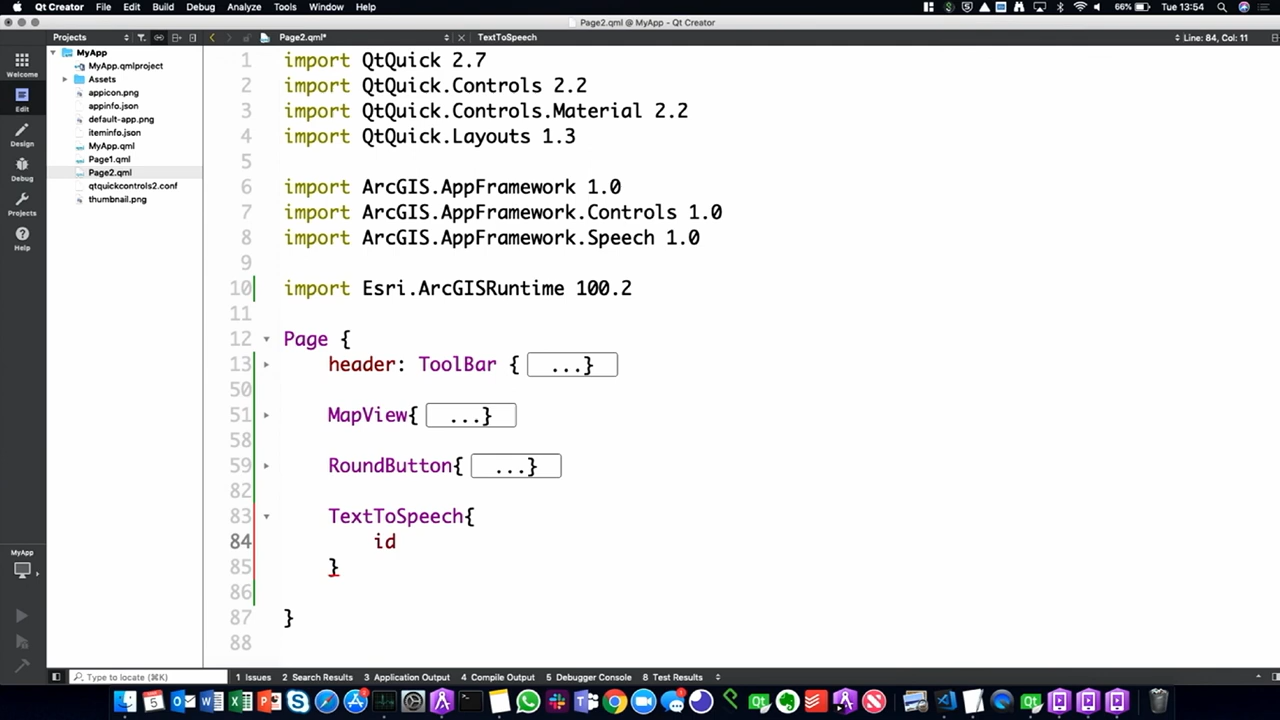 Qt Creator File Edit Build Debug Analyze Tools Window Help 66% Tue 13:54
Page2.qml @ MyApp - Qt Creator
Projects Page2.qml* TextToSpeech Line: 84, Col: 11
Welcome
Edit
Design
Debug
Projects
Help
MyApp
MyApp
MyApp.qmlproject
Assets
appicon.png
appinfo.json
default-app.png
iteminfo.json
MyApp.qml
Page1.qml
Page2.qml
qtquickcontrols2.conf
thumbnail.png
1 import QtQuick 2.7
2 import QtQuick.Controls 2.2
3 import QtQuick.Controls.Material 2.2
4 import QtQuick.Layouts 1.3
5
6 import ArcGIS.AppFramework 1.0
7 import ArcGIS.AppFramework.Controls 1.0
8 import ArcGIS.AppFramework.Speech 1.0
9
10 import Esri.ArcGISRuntime 100.2
11
12 Page {
13 header: ToolBar { ...}
50
51 MapView{ ...}
58
59 RoundButton{ ...}
82
83 TextToSpeech{
84 id
85 }
86
87 }
88
Type to locate (⌘K) 1 Issues 2 Search Results 3 Application Output 4 Compile Output 5 Debugger Console 8 Test Results